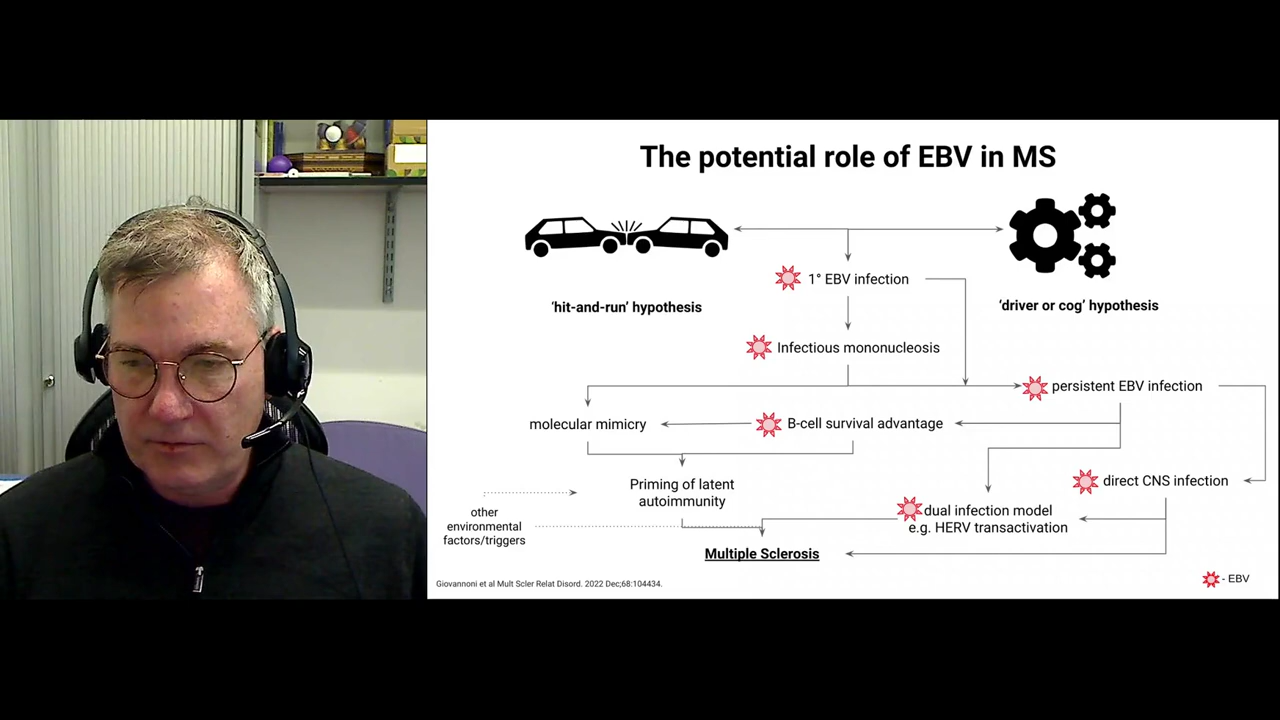 The potential role of EBV in MS
1° EBV infection
'hit-and-run' hypothesis
'driver or cog' hypothesis
Infectious mononucleosis
persistent EBV infection
molecular mimicry
B-cell survival advantage
Priming of latent
autoimmunity
direct CNS infection
other
environmental
factors/triggers
dual infection model
e.g. HERV transactivation
Multiple Sclerosis
Giovannoni et al Mult Scler Relat Disord. 2022 Dec;68:104434.
- EBV